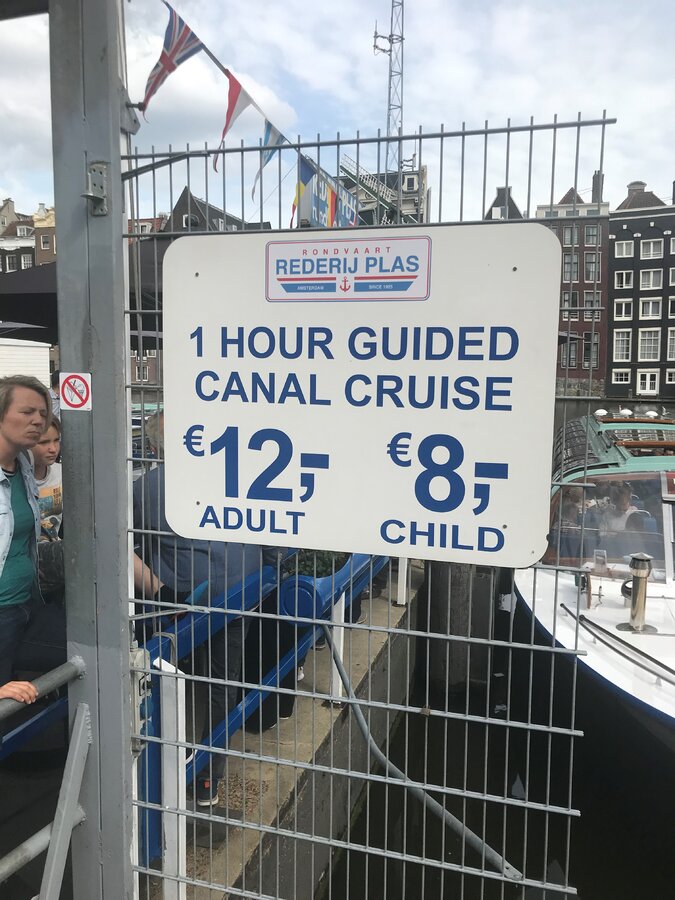 RONDVAART
REDERIJ PLAS
AMSTERDAM SINCE 1905
1 HOUR GUIDED
CANAL CRUISE
€12,- €8,-
ADULT CHILD